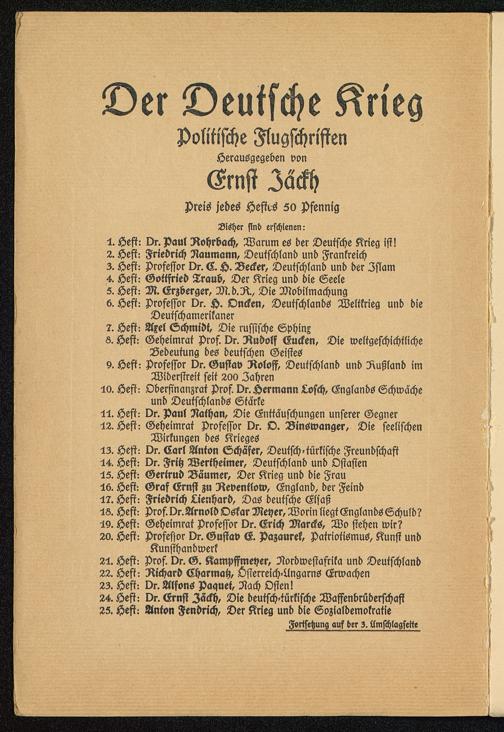 Der Deutsche Krieg
Politische Flugschriften
Herausgegeben von
Ernst Jäckh
Preis jedes Heftes 50 Pfennig
Bisher sind erschienen:
1. Heft: Dr. Paul Rohrbach, Warum es der Deutsche Krieg ist!
2. Heft: Friedrich Naumann, Deutschland und Frankreich
3. Heft: Professor Dr. C. H. Becker, Deutschland und der Islam
4. Heft: Gottfried Traub, Der Krieg und die Seele
5. Heft: M. Erzberger, M.d.R., Die Mobilmachung
6. Heft: Professor Dr. H. Oncken, Deutschlands Weltkrieg und die
Deutschamerikaner
7. Heft: Axel Schmidt, Die russische Sphinx
8. Heft: Geheimrat Prof. Dr. Rudolf Eucken, Die weltgeschichtliche
Bedeutung des deutschen Geistes
9. Heft: Professor Dr. Gustav Roloff, Deutschland und Rußland im
Widerstreit seit 200 Jahren
10. Heft: Oberfinanzrat Prof. Dr. Hermann Losch, Englands Schwäche
und Deutschlands Stärke
11. Heft: Dr. Paul Nathan, Die Enttäuschungen unserer Gegner
12. Heft: Geheimrat Professor Dr. O. Binswanger, Die seelischen
Wirkungen des Krieges
13. Heft: Dr. Carl Anton Schäfer, Deutsch-türkische Freundschaft
14. Heft: Dr. Fritz Wertheimer, Deutschland und Ostasien
15. Heft: Gertrud Bäumer, Der Krieg und die Frau
16. Heft: Graf Ernst zu Reventlow, England, der Feind
17. Heft: Friedrich Lienhard, Das deutsche Elsaß
18. Heft: Prof. Dr. Arnold Oskar Meyer, Worin liegt Englands Schuld?
19. Heft: Geheimrat Professor Dr. Erich Marcks, Wo stehen wir?
20. Heft: Professor Dr. Gustav E. Pazaurek, Patriotismus, Kunst und
Kunsthandwerk
21. Heft: Prof. Dr. G. Kampffmeyer, Nordwestafrika und Deutschland
22. Heft: Richard Charmatz, Österreich-Ungarns Erwachen
23. Heft: Dr. Alfons Paquet, Nach Osten!
24. Heft: Dr. Ernst Jäckh, Die deutsch-türkische Waffenbrüderschaft
25. Heft: Anton Fendrich, Der Krieg und die Sozialdemokratie
Fortsetzung auf der 3. Umschlagseite